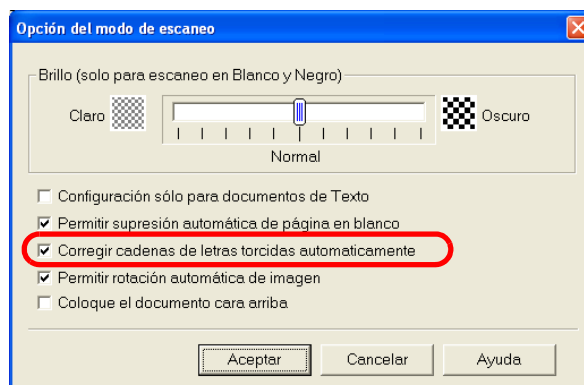 Opción del modo de escaneo
Brillo (solo para escaneo en Blanco y Negro)
Claro Oscuro
Normal
Configuración sólo para documentos de Texto
Permitir supresión automática de página en blanco
Corregir cadenas de letras torcidas automaticamente
Permitir rotación automática de imagen
Coloque el documento cara arriba
Aceptar Cancelar Ayuda